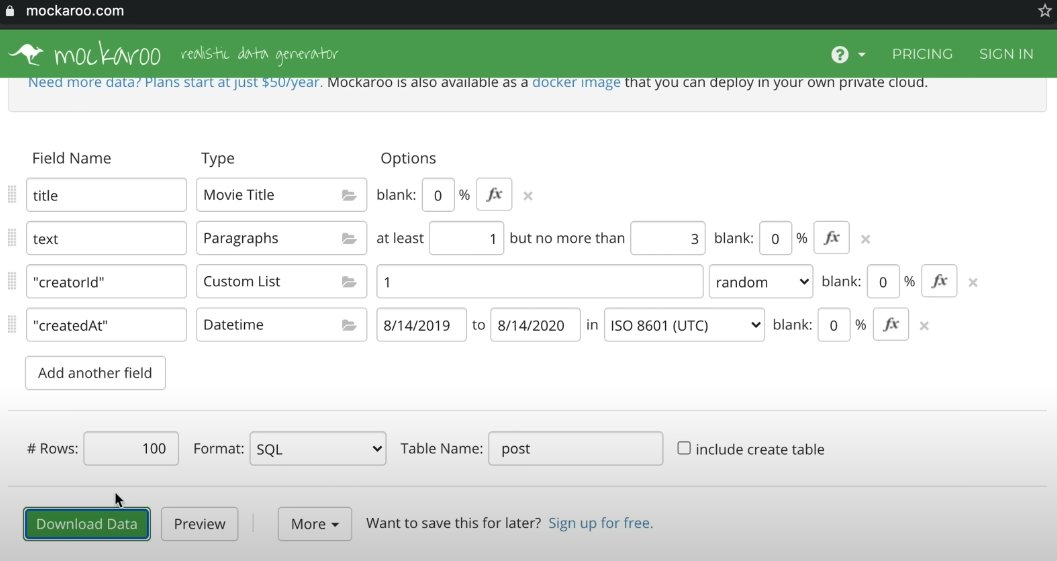 mockaroo.com
mockaroo realistic data generator ? PRICING SIGN IN
Need more data? Plans start at just $50/year. Mockaroo is also available as a docker image that you can deploy in your own private cloud.
Field Name Type Options
title Movie Title blank: 0 % fx ×
text Paragraphs at least 1 but no more than 3 blank: 0 % fx ×
"creatorId" Custom List 1 random blank: 0 % fx ×
"createdAt" Datetime 8/14/2019 to 8/14/2020 in ISO 8601 (UTC) blank: 0 % fx ×
Add another field
# Rows: 100 Format: SQL Table Name: post include create table
Download Data Preview More Want to save this for later? Sign up for free.